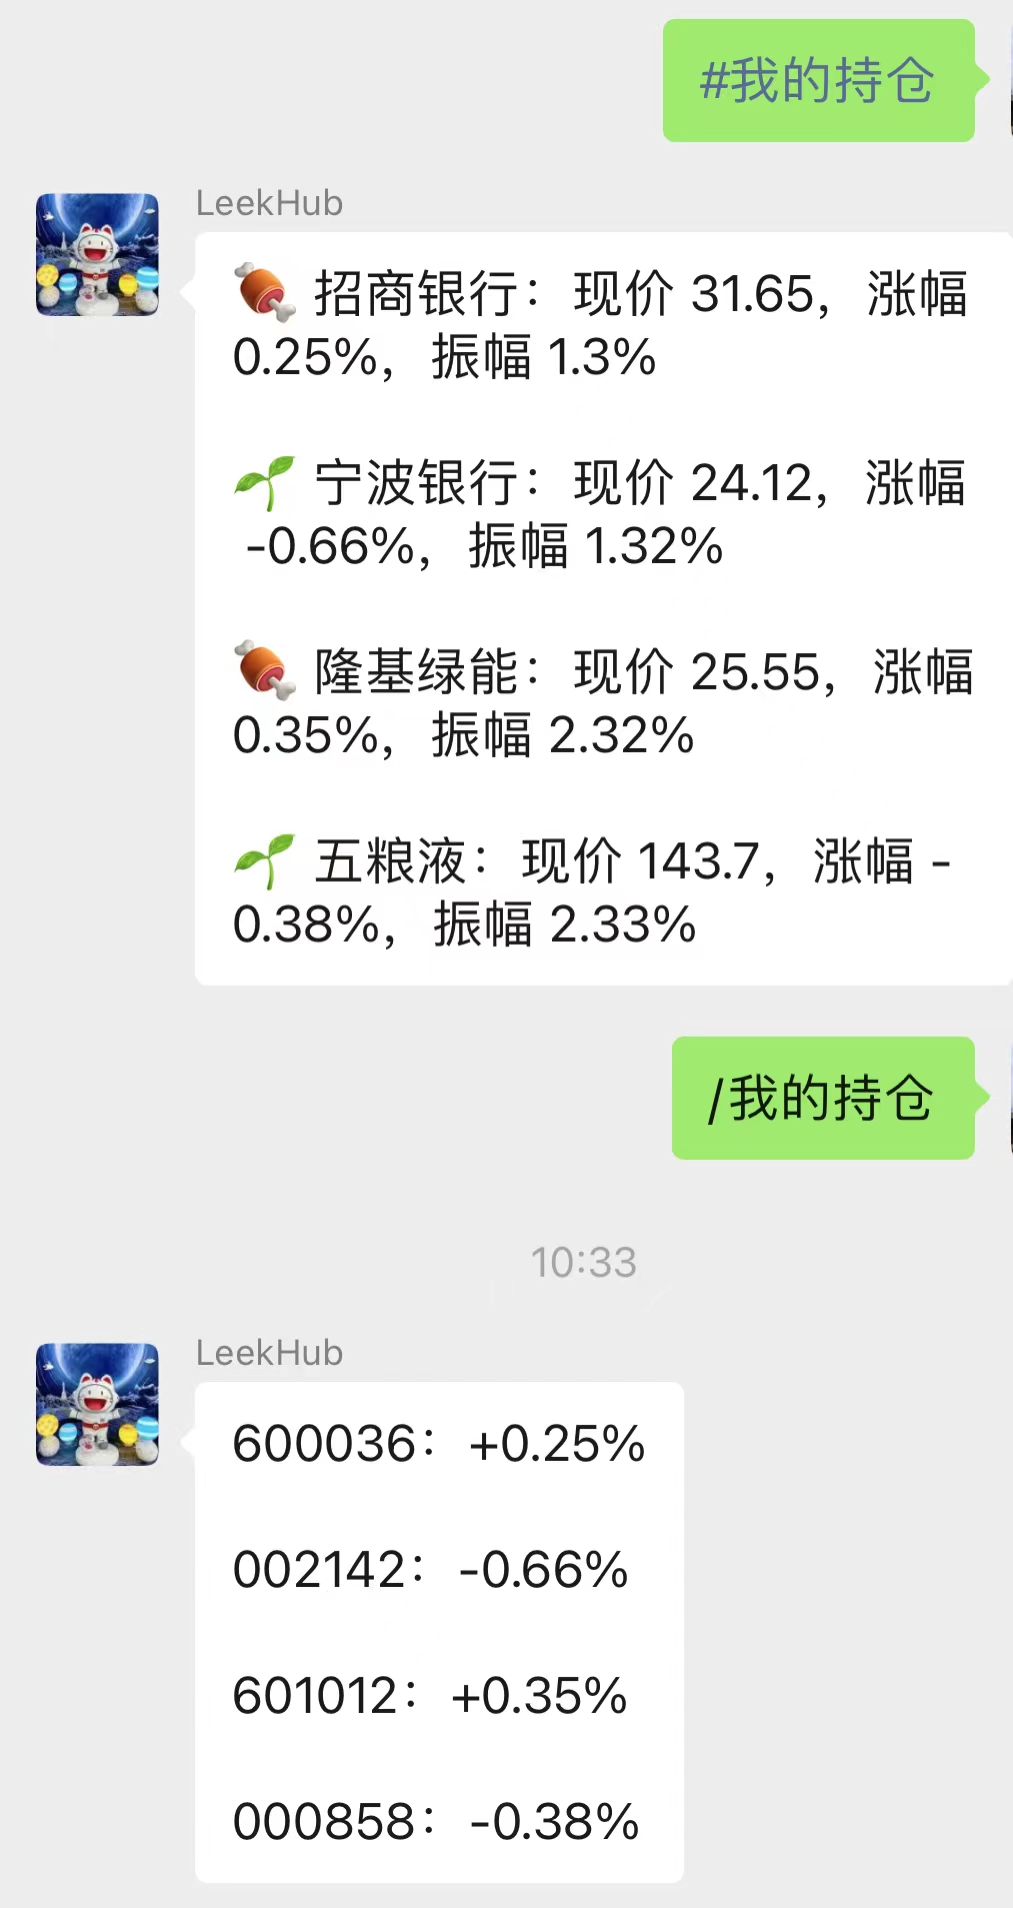 #我的持仓
LeekHub
🍖 招商银行：现价 31.65，涨幅
0.25%，振幅 1.3%
🌱 宁波银行：现价 24.12，涨幅
-0.66%，振幅 1.32%
🍖 隆基绿能：现价 25.55，涨幅
0.35%，振幅 2.32%
🌱 五粮液：现价 143.7，涨幅 -
0.38%，振幅 2.33%
/我的持仓
10:33
LeekHub
600036：+0.25%
002142：-0.66%
601012：+0.35%
000858：-0.38%